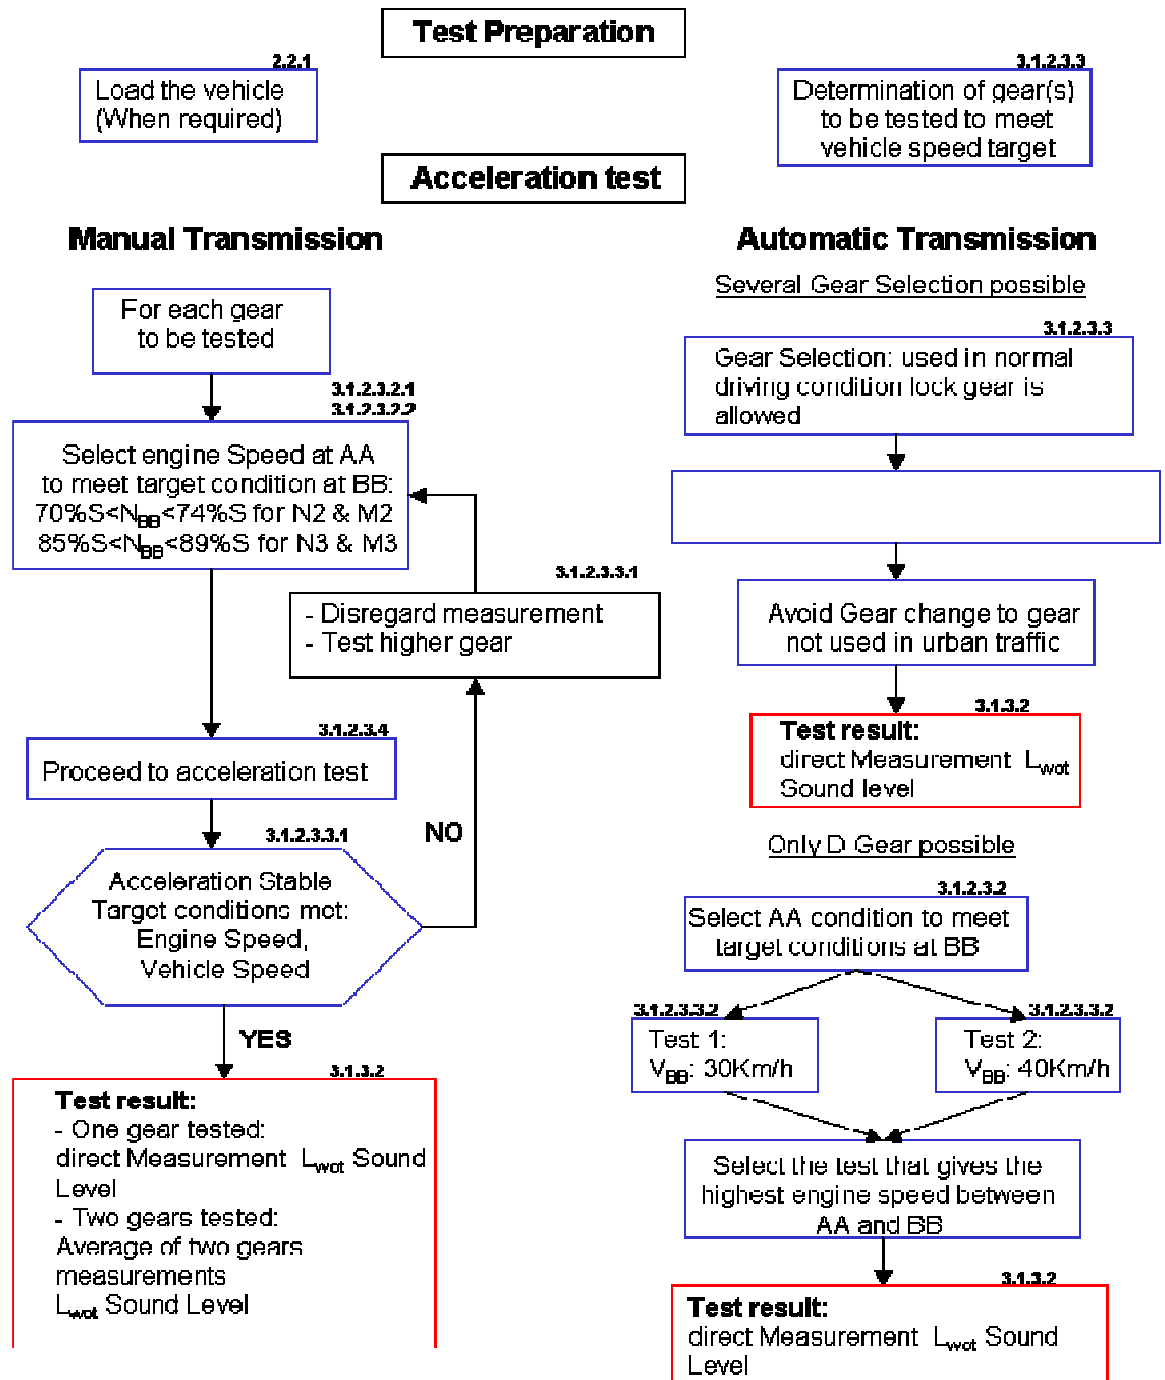 Test Preparation
2.2.1
Load the vehicle
(When required)
3.1.2.3.3
Determination of gear(s)
to be tested to meet
vehicle speed target
Acceleration test
Manual Transmission
For each gear
to be tested
3.1.2.3.2.1
3.1.2.3.2.2
Select engine Speed at AA
to meet target condition at BB:
70%S<NBB<74%S for N2 & M2
85%S<NBB<89%S for N3 & M3
3.1.2.3.3.1
- Disregard measurement
- Test higher gear
3.1.2.3.4
Proceed to acceleration test
NO
3.1.2.3.3.1
Acceleration Stable
Target conditions met:
Engine Speed,
Vehicle Speed
YES
3.1.3.2
Test result:
- One gear tested:
direct Measurement Lwot Sound
Level
- Two gears tested:
Average of two gears
measurements
Lwot Sound Level
Automatic Transmission
Several Gear Selection possible
3.1.2.3.3
Gear Selection: used in normal
driving condition lock gear is
allowed
Avoid Gear change to gear
not used in urban traffic
3.1.3.2
Test result:
direct Measurement Lwot
Sound level
Only D Gear possible
3.1.2.3.2
Select AA condition to meet
target conditions at BB
3.1.2.3.3.2
Test 1:
VBB: 30Km/h
3.1.2.3.3.2
Test 2:
VBB: 40Km/h
Select the test that gives the
highest engine speed between
AA and BB
3.1.3.2
Test result:
direct Measurement Lwot Sound
Level